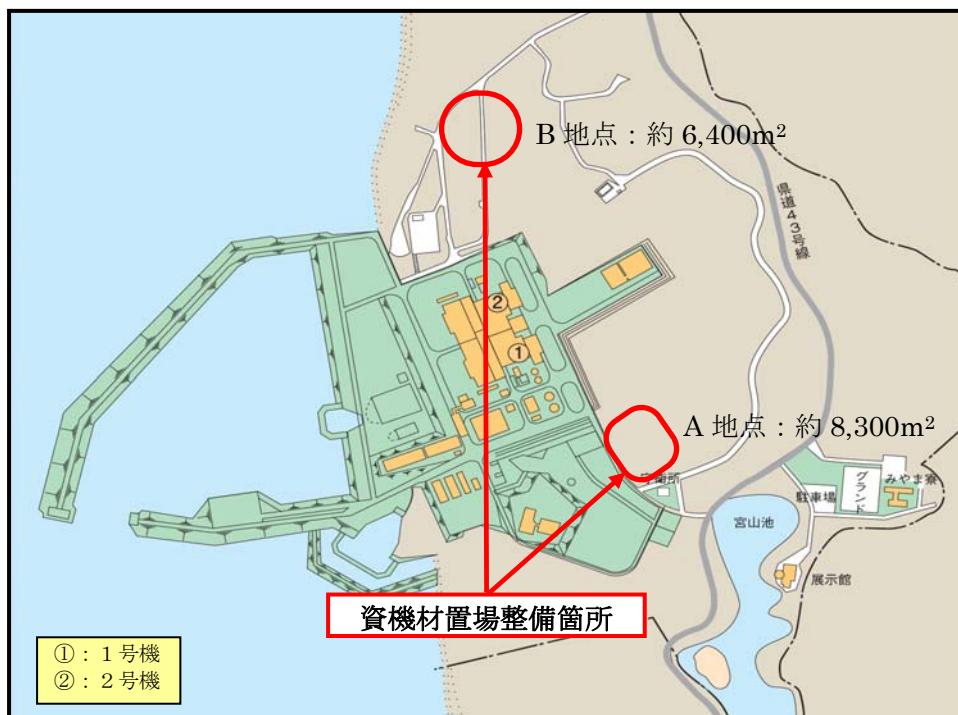 B 地点：約 6,400m²
県道43号線
②
①
A 地点：約 8,300m²
守衛所
駐車場
グランド
みやま寮
宮山池
展示館
資機材置場整備箇所
①：１号機
②：２号機